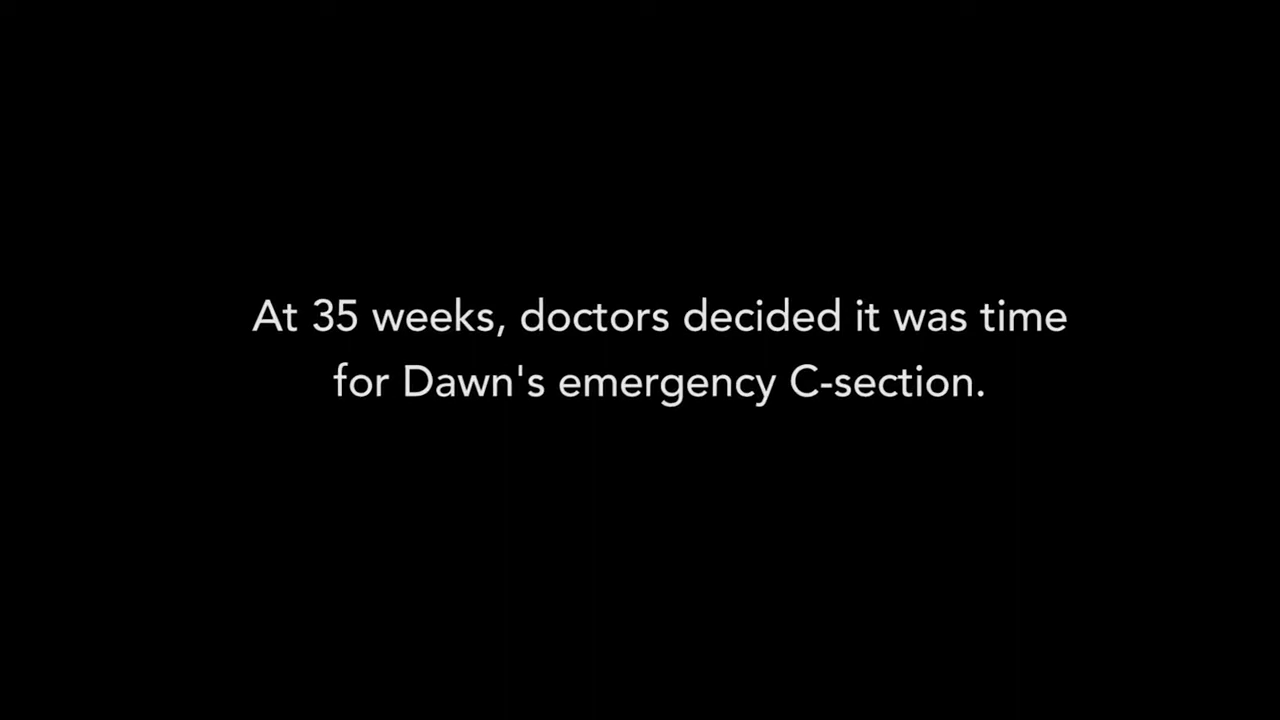 At 35 weeks, doctors decided it was time
for Dawn's emergency C-section.